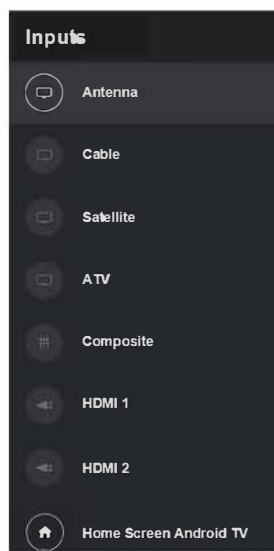 Inputs
Antenna
Cable
Satellite
ATV
Composite
HDMI 1
HDMI 2
Home Screen Android TV